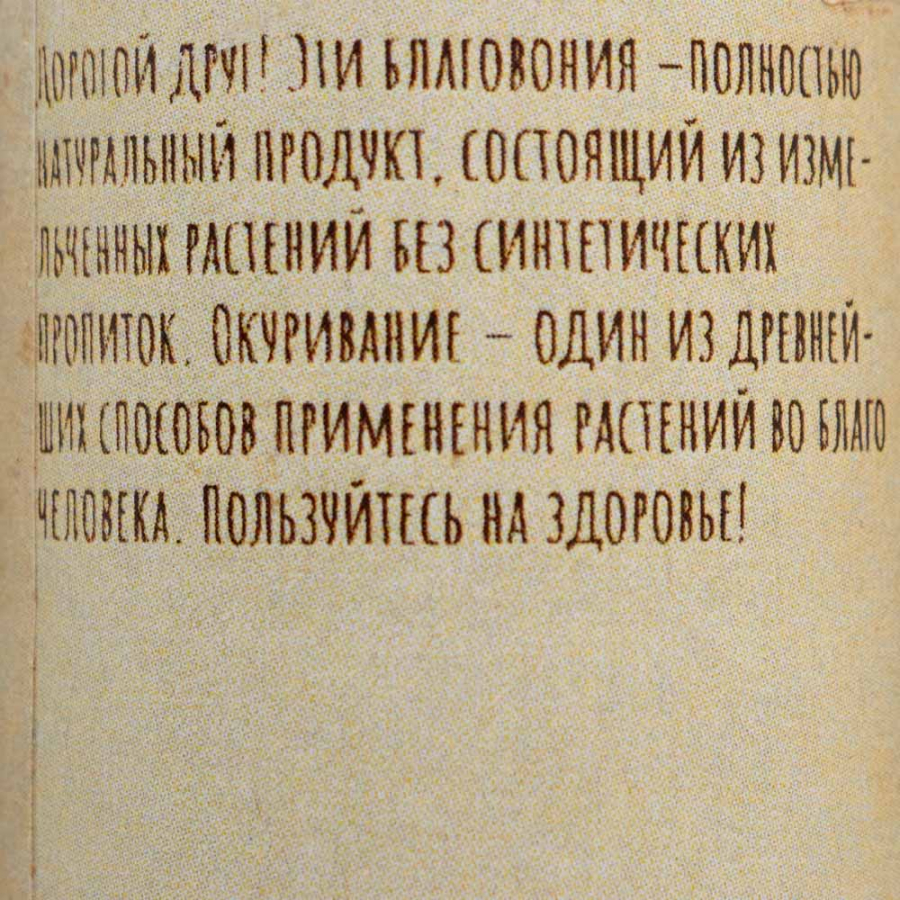 Дорогой друг! Эти благовония – полностью
натуральный продукт, состоящий из изме-
льченных растений без синтетических
пропиток. Окуривание – один из древней-
ших способов применения растений во благо
человека. Пользуйтесь на здоровье!